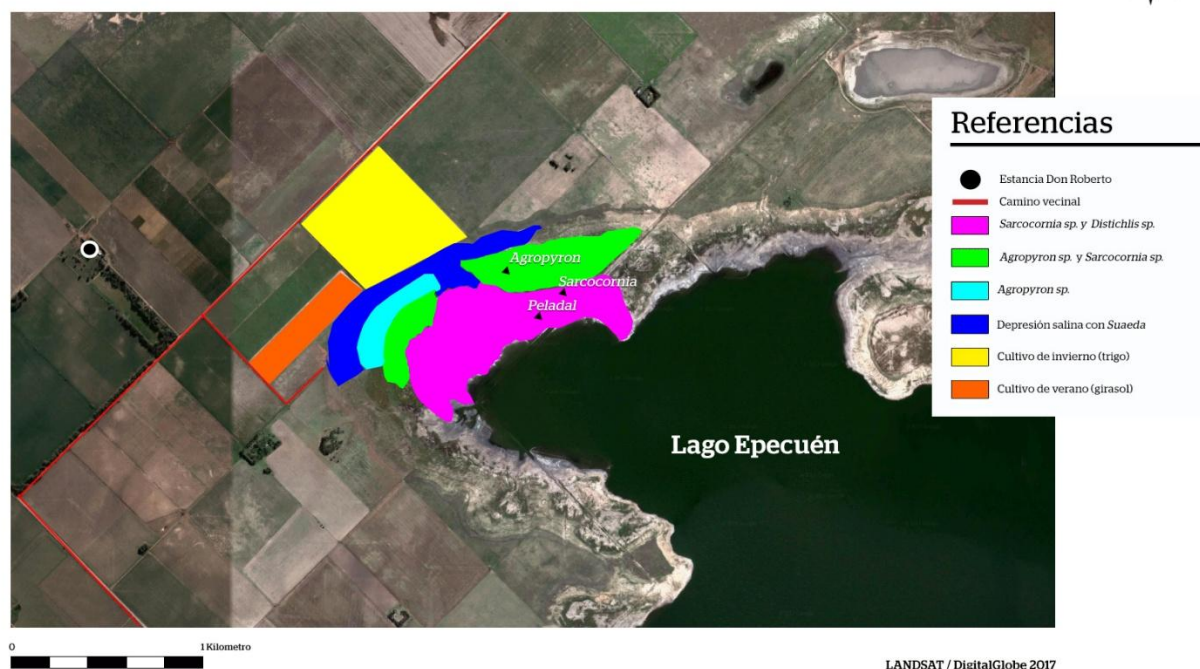 Agropyron
Sarcocornia
Peladal
Lago Epecuén
Referencias
Estancia Don Roberto
Camino vecinal
Sarcocornia sp. y Distichlis sp.
Agropyron sp. y Sarcocornia sp.
Agropyron sp.
Depresión salina con Suaeda
Cultivo de invierno (trigo)
Cultivo de verano (girasol)
0 1 Kilometro
LANDSAT / DigitalGlobe 2017